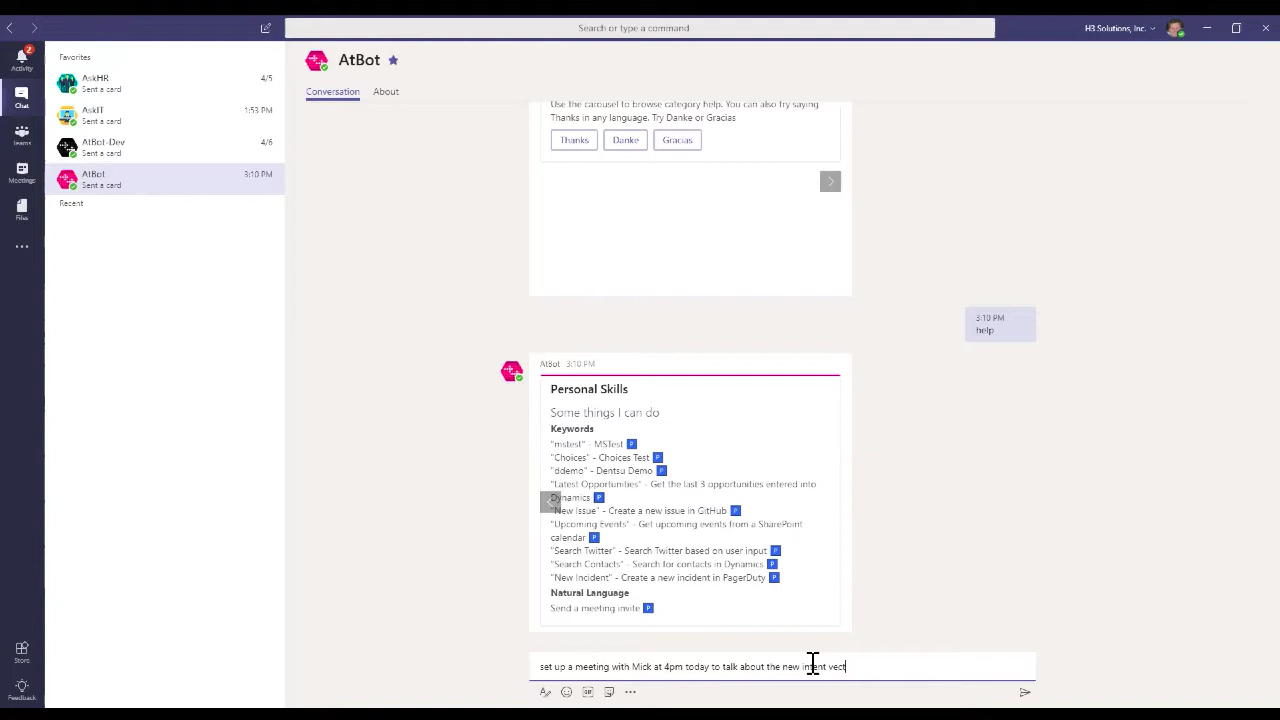 Search or type a command
H3 Solutions, Inc.
2
Activity
Chat
Teams
Meetings
Files
Store
Feedback
Favorites
AskHR 4/5
Sent a card
AskIT 1:53 PM
Sent a card
AtBot-Dev 4/6
Sent a card
AtBot 3:10 PM
Sent a card
Recent
AtBot
Conversation About
Use the carousel to browse category help. You can also try saying
Thanks in any language. Try Danke or Gracias
Thanks Danke Gracias
3:10 PM
help
AtBot 3:10 PM
Personal Skills
Some things I can do
Keywords
"mstest" - MSTest P
"Choices" - Choices Test P
"ddemo" - Dentsu Demo P
"Latest Opportunities" - Get the last 3 opportunities entered into
Dynamics P
"New Issue" - Create a new issue in GitHub P
"Upcoming Events" - Get upcoming events from a SharePoint
calendar P
"Search Twitter" - Search Twitter based on user input P
"Search Contacts" - Search for contacts in Dynamics P
"New Incident" - Create a new incident in PagerDuty P
Natural Language
Send a meeting invite P
set up a meeting with Mick at 4pm today to talk about the new intent vect
GIF